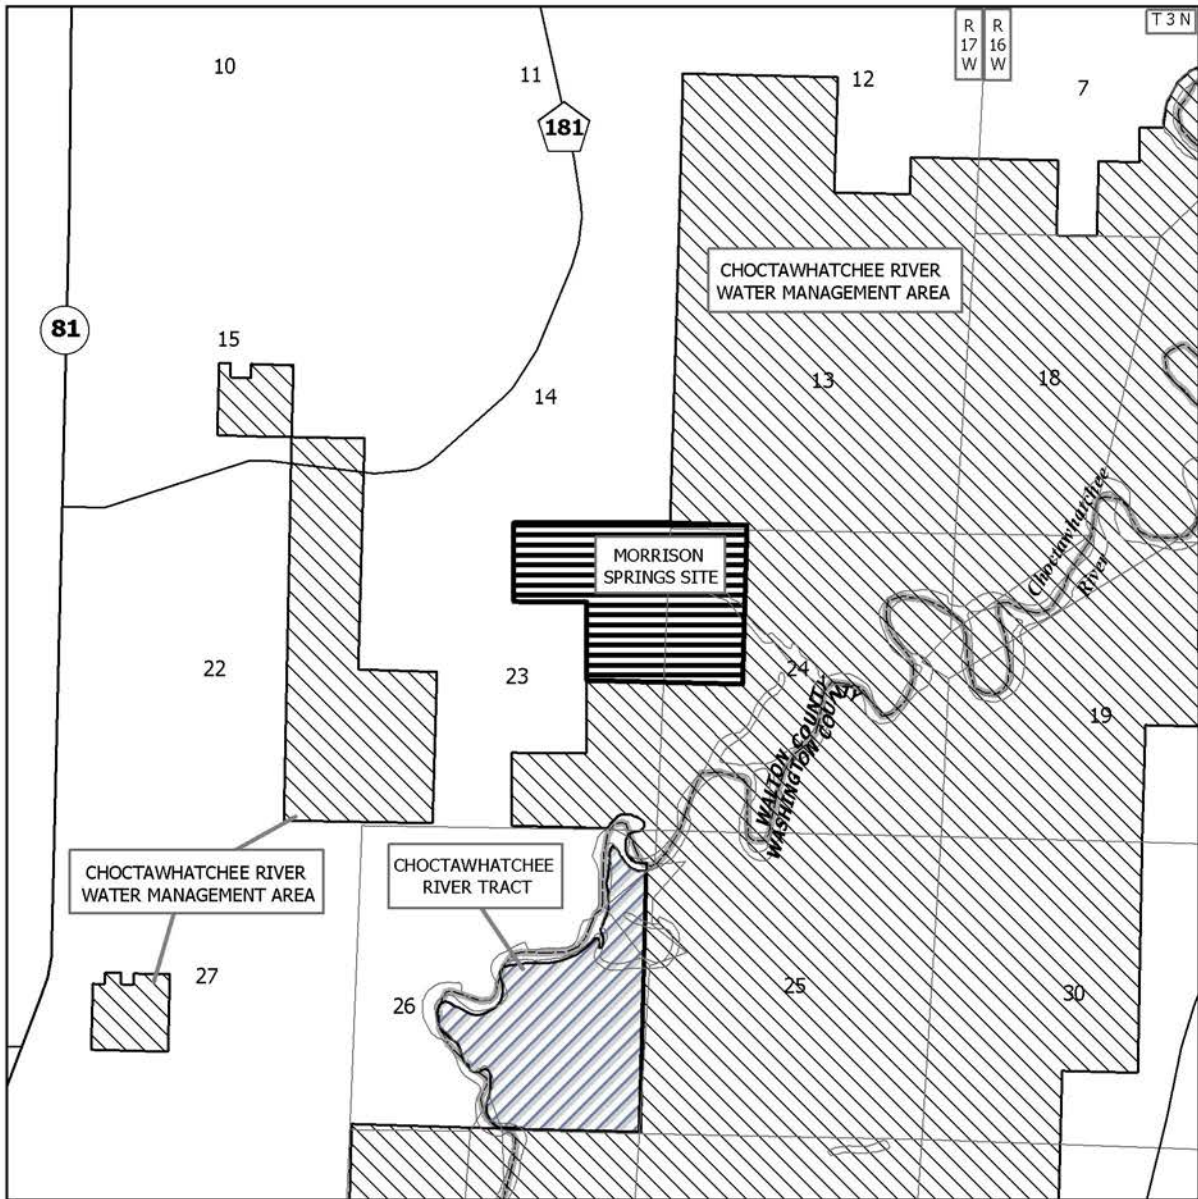 R
17
W
R
16
W
T 3 N
10
11
12
7
181
CHOCTAWHATCHEE RIVER
WATER MANAGEMENT AREA
81
15
14
13
18
Choctawhatchee
River
MORRISON
SPRINGS SITE
22
23
24
19
WALTON COUNTY
WASHINGTON COUNTY
CHOCTAWHATCHEE RIVER
WATER MANAGEMENT AREA
CHOCTAWHATCHEE
RIVER TRACT
27
26
25
30